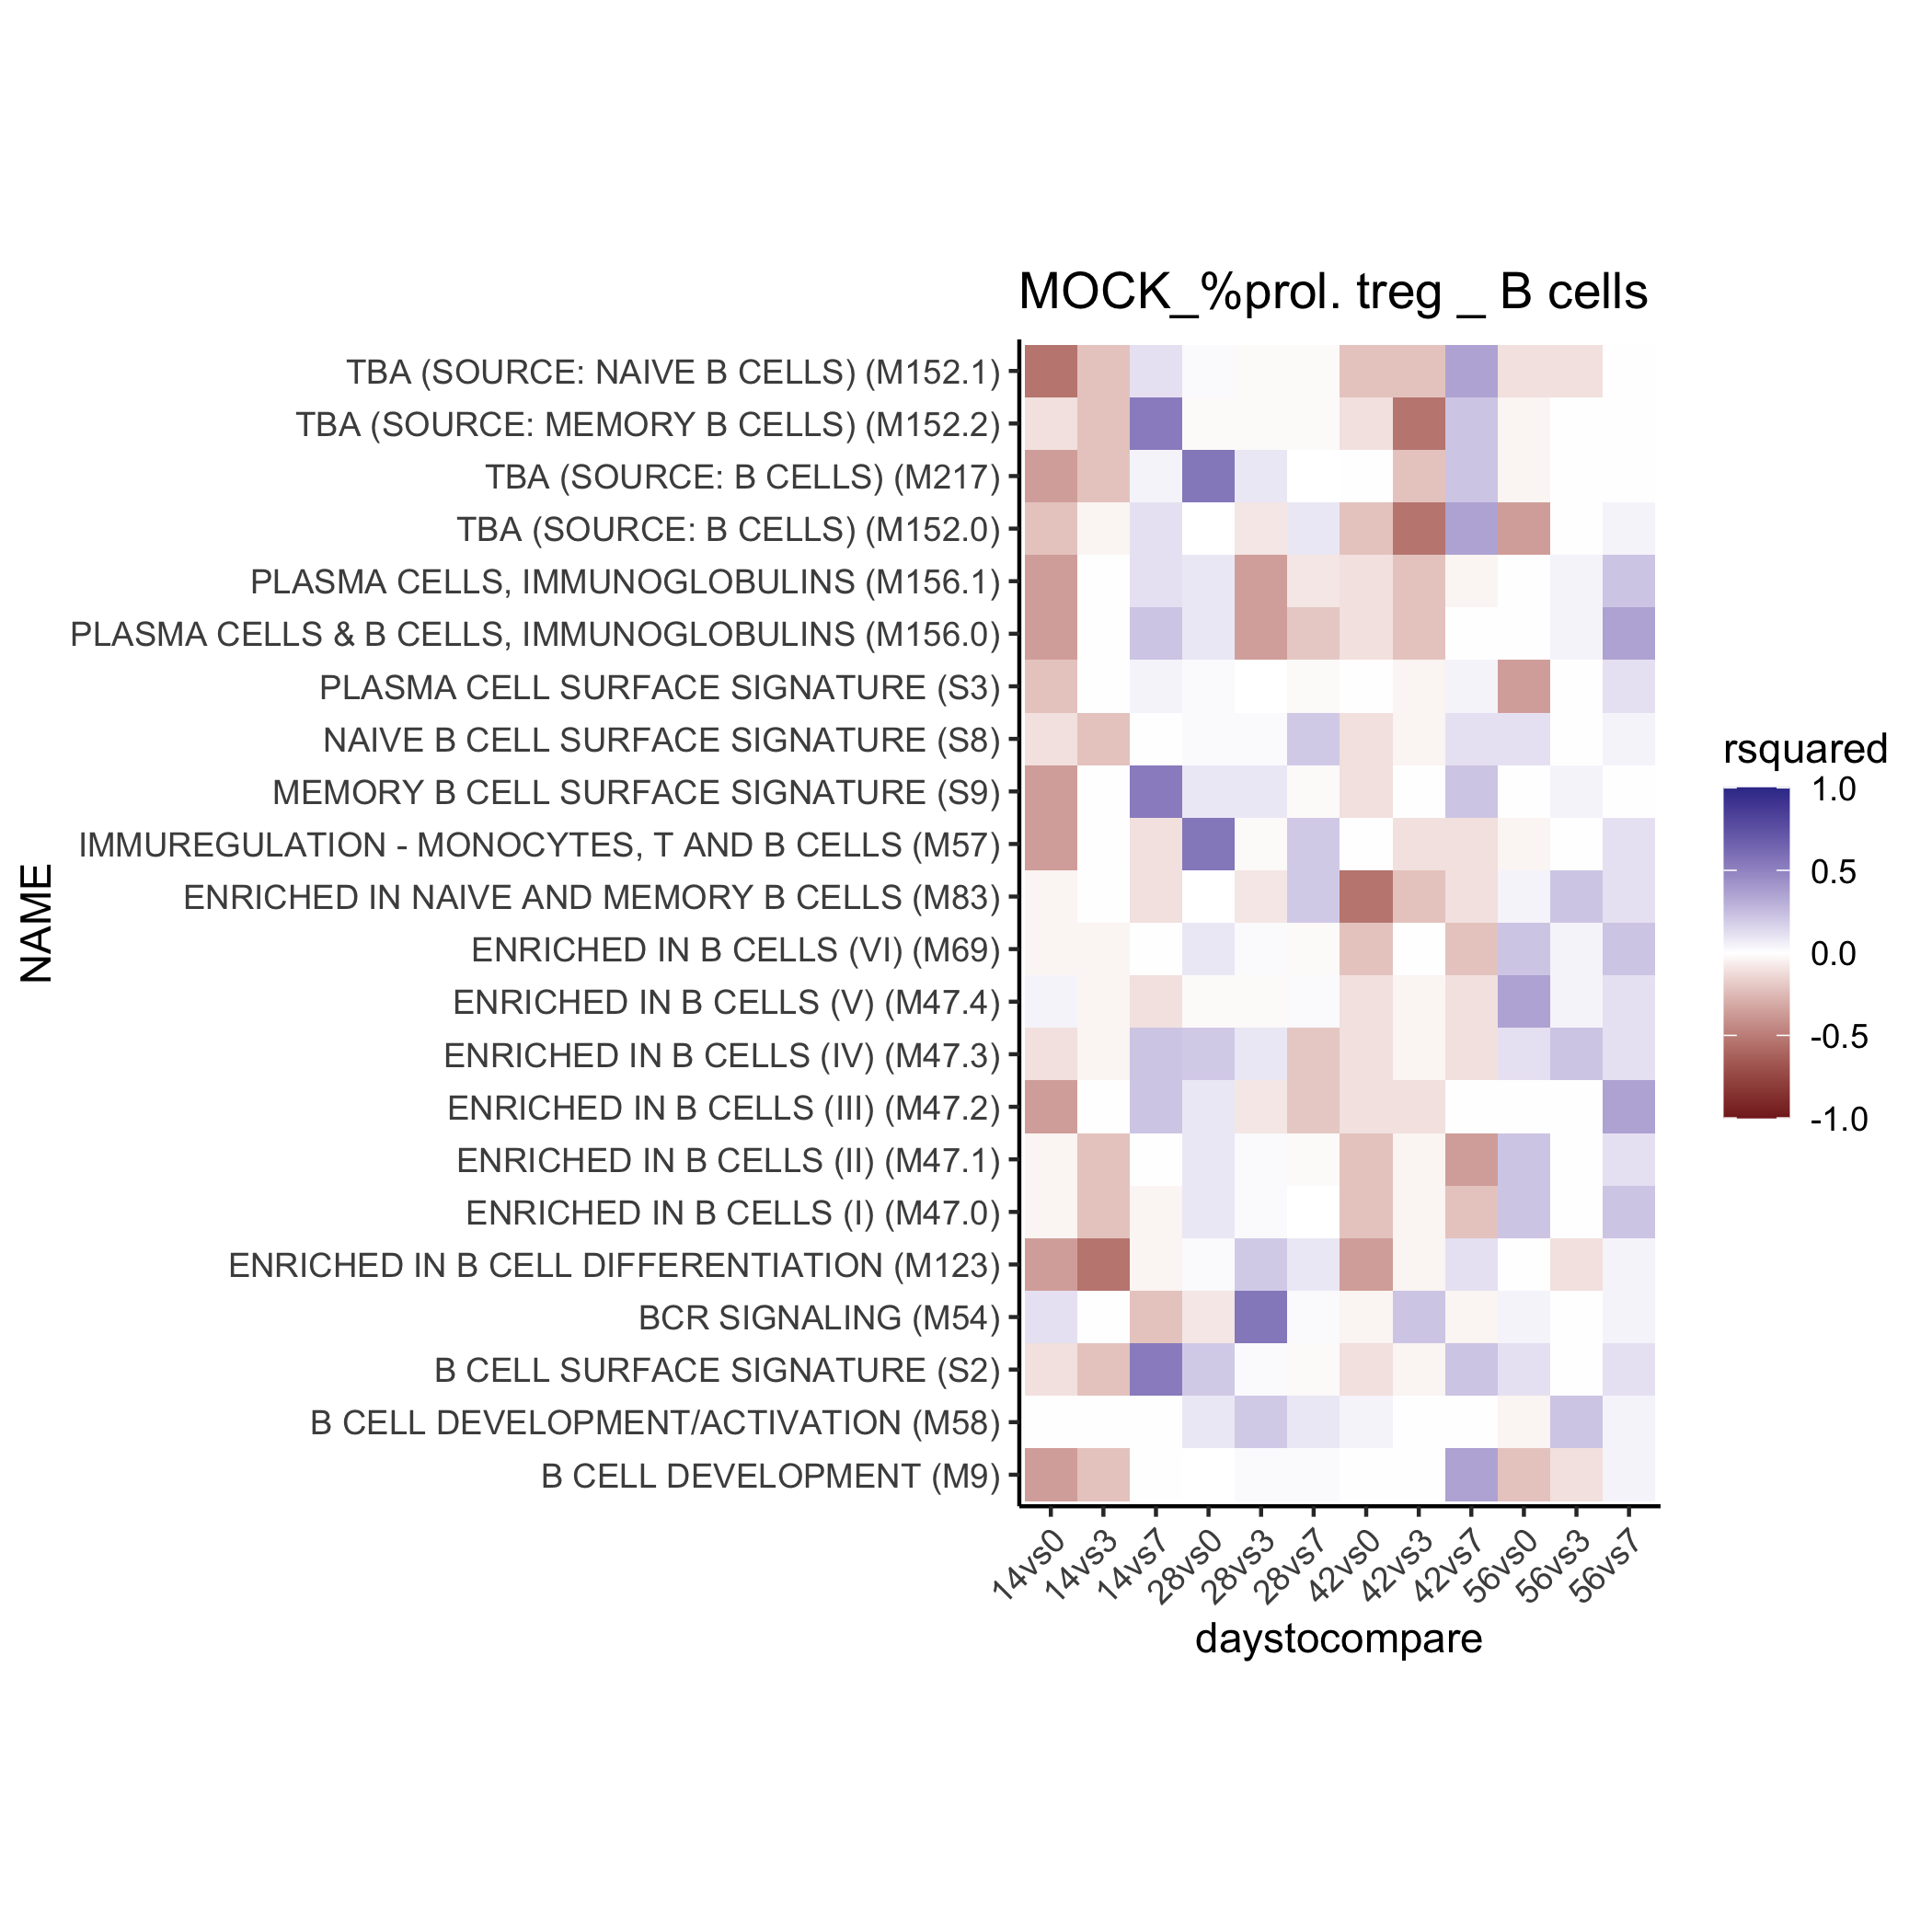 MOCK_%prol. treg _ B cells
TBA (SOURCE: NAIVE B CELLS) (M152.1)
TBA (SOURCE: MEMORY B CELLS) (M152.2)
TBA (SOURCE: B CELLS) (M217)
TBA (SOURCE: B CELLS) (M152.0)
PLASMA CELLS, IMMUNOGLOBULINS (M156.1)
PLASMA CELLS & B CELLS, IMMUNOGLOBULINS (M156.0)
PLASMA CELL SURFACE SIGNATURE (S3)
NAIVE B CELL SURFACE SIGNATURE (S8)
MEMORY B CELL SURFACE SIGNATURE (S9)
IMMUREGULATION - MONOCYTES, T AND B CELLS (M57)
ENRICHED IN NAIVE AND MEMORY B CELLS (M83)
ENRICHED IN B CELLS (VI) (M69)
ENRICHED IN B CELLS (V) (M47.4)
ENRICHED IN B CELLS (IV) (M47.3)
ENRICHED IN B CELLS (III) (M47.2)
ENRICHED IN B CELLS (II) (M47.1)
ENRICHED IN B CELLS (I) (M47.0)
ENRICHED IN B CELL DIFFERENTIATION (M123)
BCR SIGNALING (M54)
B CELL SURFACE SIGNATURE (S2)
B CELL DEVELOPMENT/ACTIVATION (M58)
B CELL DEVELOPMENT (M9)
NAME
14vs0
14vs3
14vs7
28vs0
28vs3
28vs7
42vs0
42vs3
42vs7
56vs0
56vs3
56vs7
daystocompare
rsquared
1.0
0.5
0.0
-0.5
-1.0